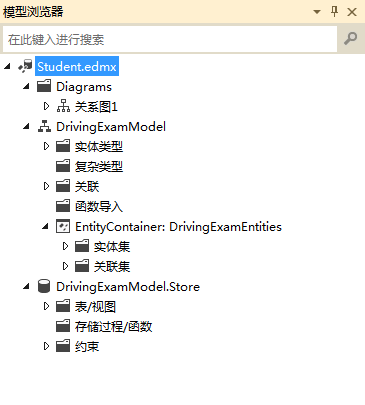 模型浏览器
在此键入进行搜索
Student.edmx
Diagrams
关系图1
DrivingExamModel
实体类型
复杂类型
关联
函数导入
EntityContainer: DrivingExamEntities
实体集
关联集
DrivingExamModel.Store
表/视图
存储过程/函数
约束